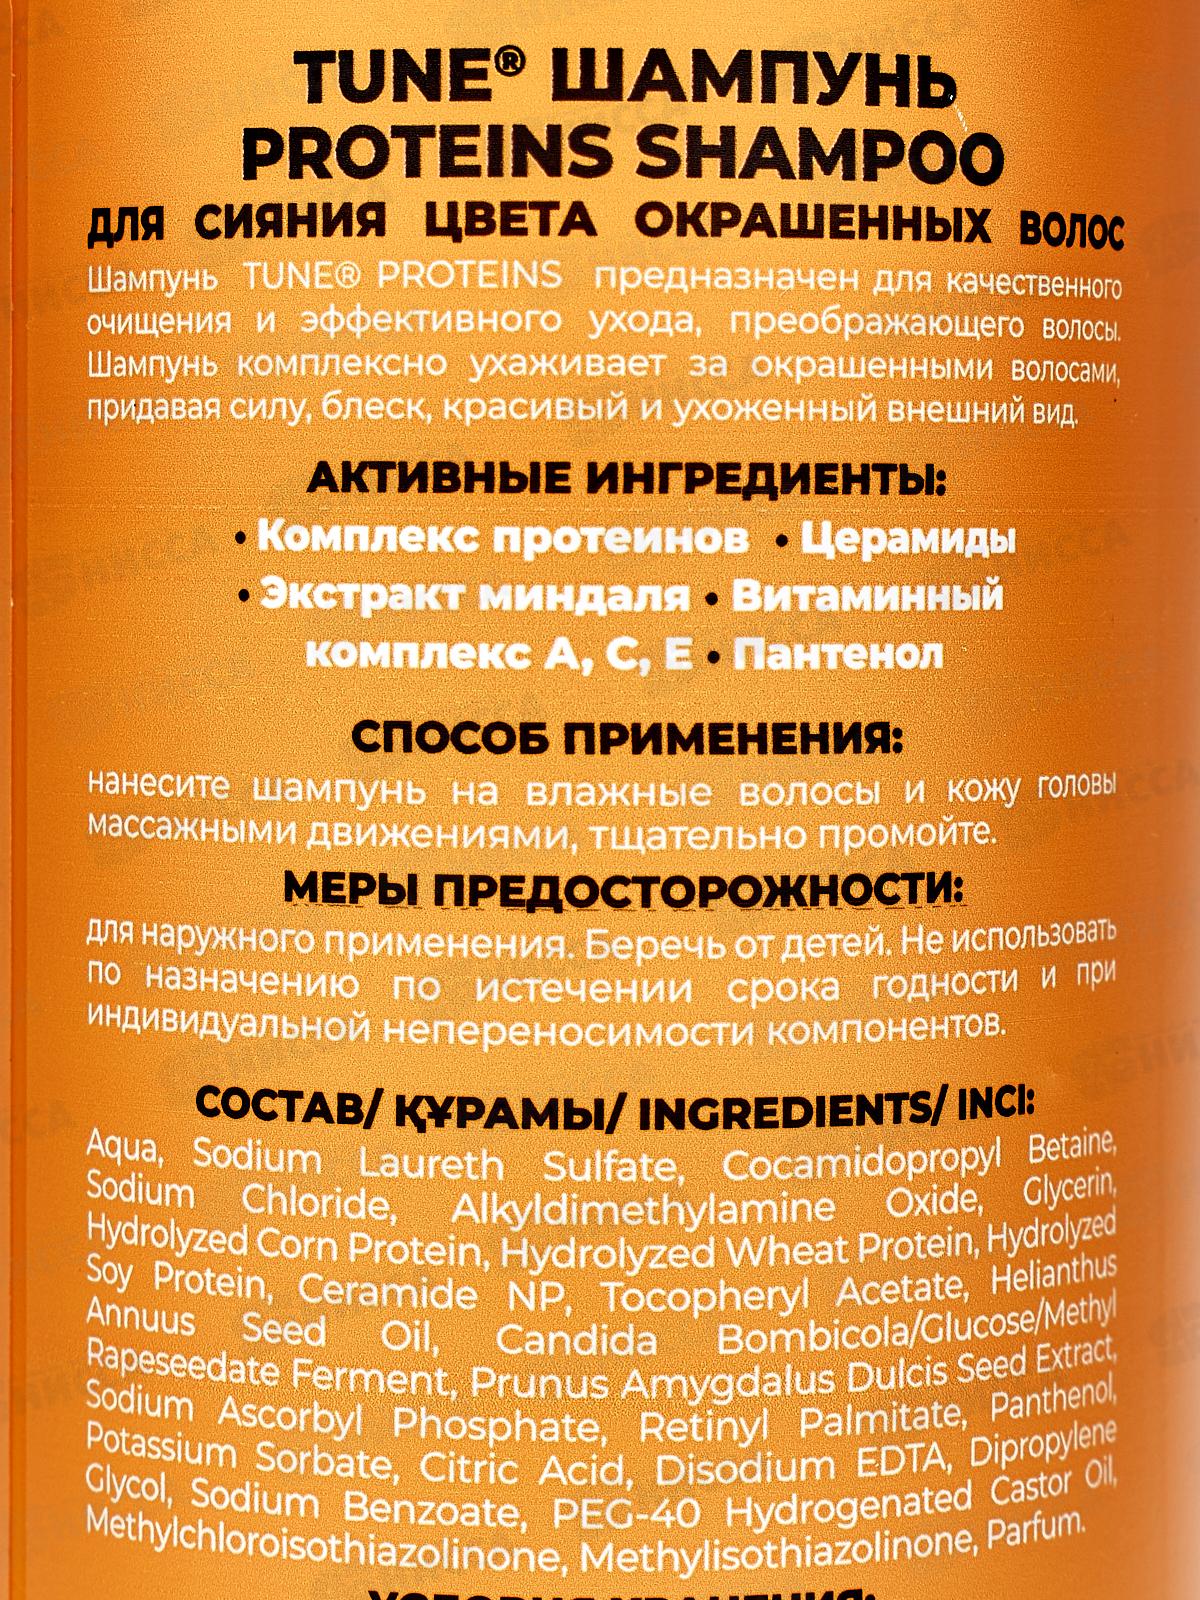 TUNE® ШАМПУНЬ
PROTEINS SHAMPOO
ДЛЯ СИЯНИЯ ЦВЕТА ОКРАШЕННЫХ ВОЛОС
Шампунь TUNE® PROTEINS предназначен для качественного
очищения и эффективного ухода, преображающего волосы.
Шампунь комплексно ухаживает за окрашенными волосами,
придавая силу, блеск, красивый и ухоженный внешний вид.
АКТИВНЫЕ ИНГРЕДИЕНТЫ:
• Комплекс протеинов • Церамиды
• Экстракт миндаля • Витаминный
комплекс А, С, Е • Пантенол
СПОСОБ ПРИМЕНЕНИЯ:
нанесите шампунь на влажные волосы и кожу головы
массажными движениями, тщательно промойте.
МЕРЫ ПРЕДОСТОРОЖНОСТИ:
для наружного применения. Беречь от детей. Не использовать
по назначению по истечении срока годности и при
индивидуальной непереносимости компонентов.
СОСТАВ/ ҚҰРАМЫ/ INGREDIENTS/ INCI:
Aqua, Sodium Laureth Sulfate, Cocamidopropyl Betaine,
Sodium Chloride, Alkyldimethylamine Oxide, Glycerin,
Hydrolyzed Corn Protein, Hydrolyzed Wheat Protein, Hydrolyzed
Soy Protein, Ceramide NP, Tocopheryl Acetate, Helianthus
Annuus Seed Oil, Candida Bombicola/Glucose/Methyl
Rapeseedate Ferment, Prunus Amygdalus Dulcis Seed Extract,
Sodium Ascorbyl Phosphate, Retinyl Palmitate, Panthenol,
Potassium Sorbate, Citric Acid, Disodium EDTA, Dipropylene
Glycol, Sodium Benzoate, PEG-40 Hydrogenated Castor Oil,
Methylchloroisothiazolinone, Methylisothiazolinone, Parfum.